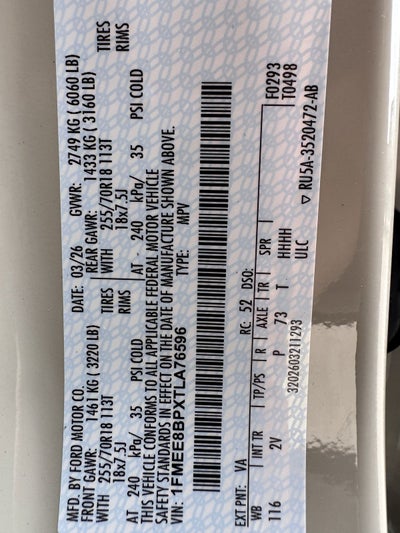 MFD. BY FORD MOTOR CO.
DATE: 03/26 GVWR: 2749 KG ( 6060 LB)
FRONT GAWR: 1461 KG ( 3220 LB) REAR GAWR: 1433 KG ( 3160 LB)
WITH 255/70R18 113T TIRES WITH 255/70R18 113T TIRES
18x7.5J RIMS 18x7.5J RIMS
AT 240 kPa/ 35 PSI COLD AT 240 kPa/ 35 PSI COLD
THIS VEHICLE CONFORMS TO ALL APPLICABLE FEDERAL MOTOR VEHICLE
SAFETY STANDARDS IN EFFECT ON THE DATE OF MANUFACTURE SHOWN ABOVE.
VIN: 1FMEE8BPXTLA76596 TYPE: MPV
F0293
EXT PNT: VA RC: 52 DSO: T0498
WB INT TR TP/PS R AXLE TR SPR
116 2V P 73 T HHHH
ULC
3202603211293 ▽ RU5A-3520472-AB